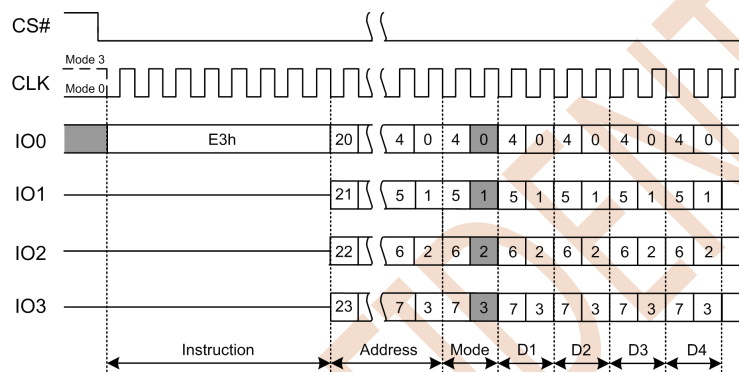 CS#
Mode 3
CLK
Mode 0
IO0 E3h 20 4 0 4 0 4 0 4 0 4 0 4 0
IO1 21 5 1 5 1 5 1 5 1 5 1 5 1
IO2 22 6 2 6 2 6 2 6 2 6 2 6 2
IO3 23 7 3 7 3 7 3 7 3 7 3 7 3
Instruction Address Mode D1 D2 D3 D4